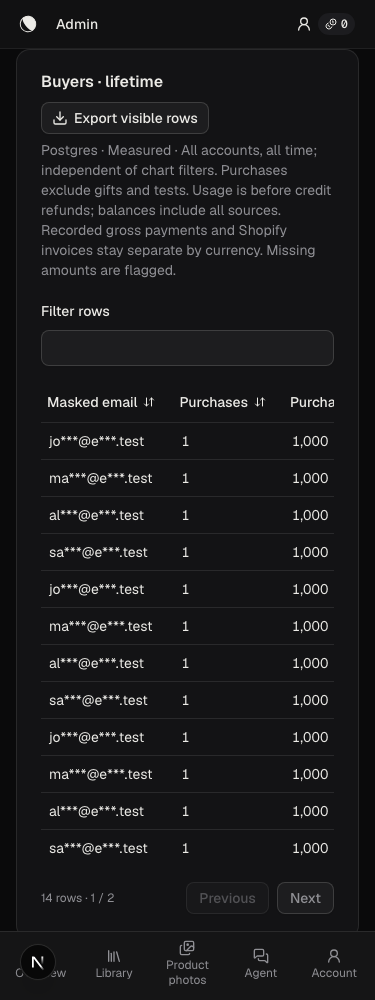 Admin
0
Buyers · lifetime
Export visible rows
Postgres · Measured · All accounts, all time;
independent of chart filters. Purchases
exclude gifts and tests. Usage is before credit
refunds; balances include all sources.
Recorded gross payments and Shopify
invoices stay separate by currency. Missing
amounts are flagged.
Filter rows
Masked email Purchases Purcha
jo***@e***.test 1 1,000
ma***@e***.test 1 1,000
al***@e***.test 1 1,000
sa***@e***.test 1 1,000
jo***@e***.test 1 1,000
ma***@e***.test 1 1,000
al***@e***.test 1 1,000
sa***@e***.test 1 1,000
jo***@e***.test 1 1,000
ma***@e***.test 1 1,000
al***@e***.test 1 1,000
sa***@e***.test 1 1,000
14 rows · 1 / 2 Previous Next
N
Library
Product
photos
Agent
Account